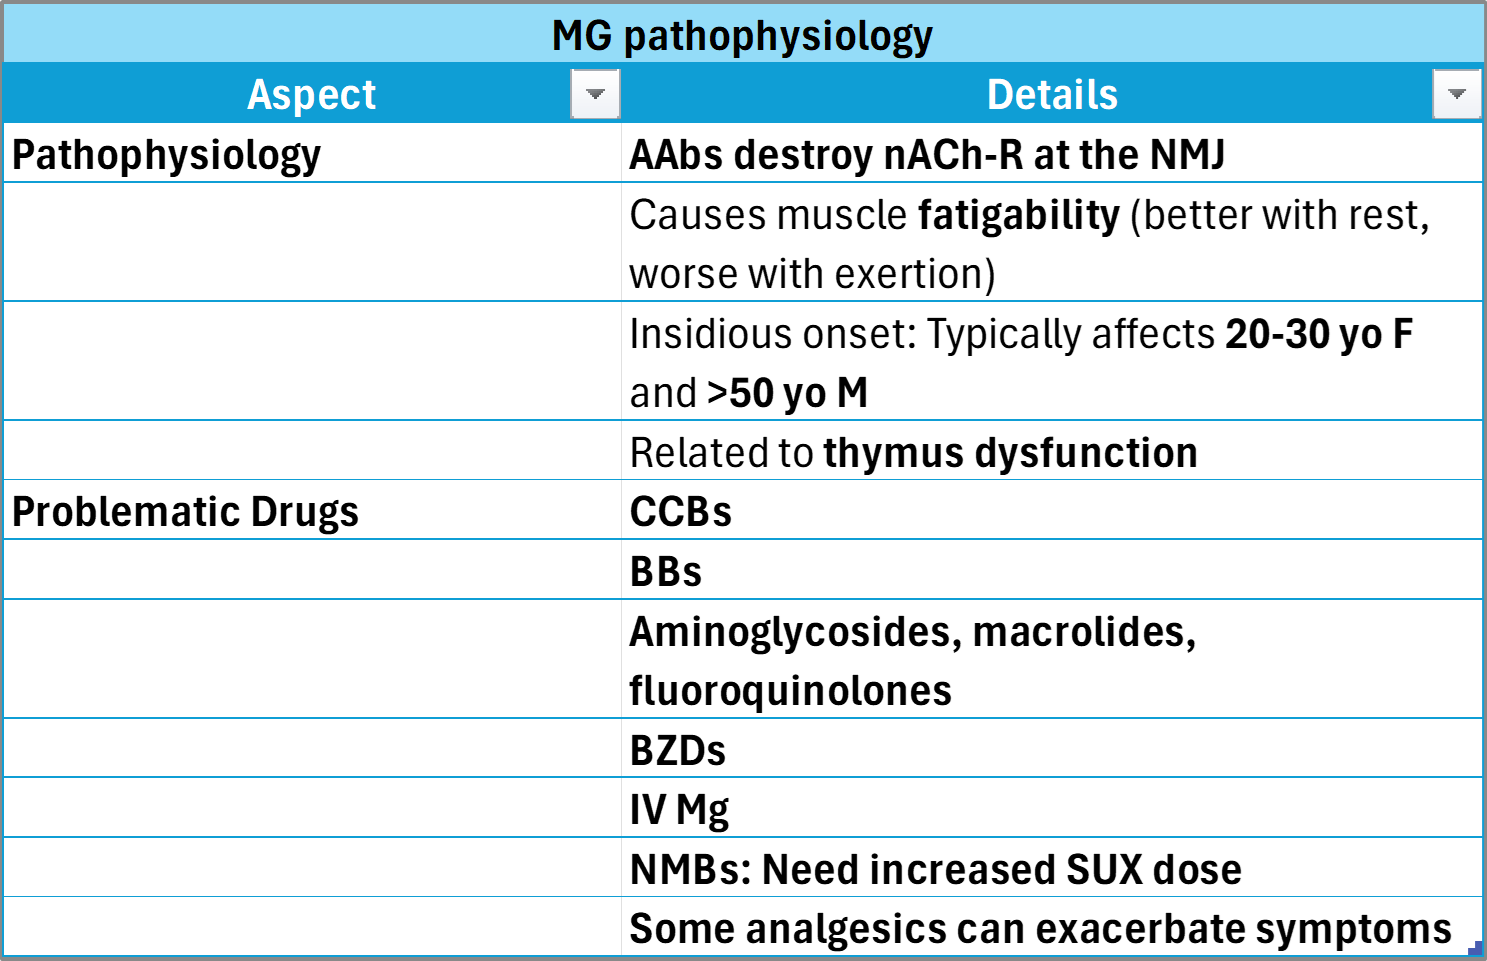 MG pathophysiology
Aspect
Details
Pathophysiology
AAbs destroy nACh-R at the NMJ
Causes muscle fatigability (better with rest,
worse with exertion)
Insidious onset: Typically affects 20-30 yo F
and >50 yo M
Related to thymus dysfunction
Problematic Drugs
CCBs
BBs
Aminoglycosides, macrolides,
fluoroquinolones
BZDs
IV Mg
NMBs: Need increased SUX dose
Some analgesics can exacerbate symptoms